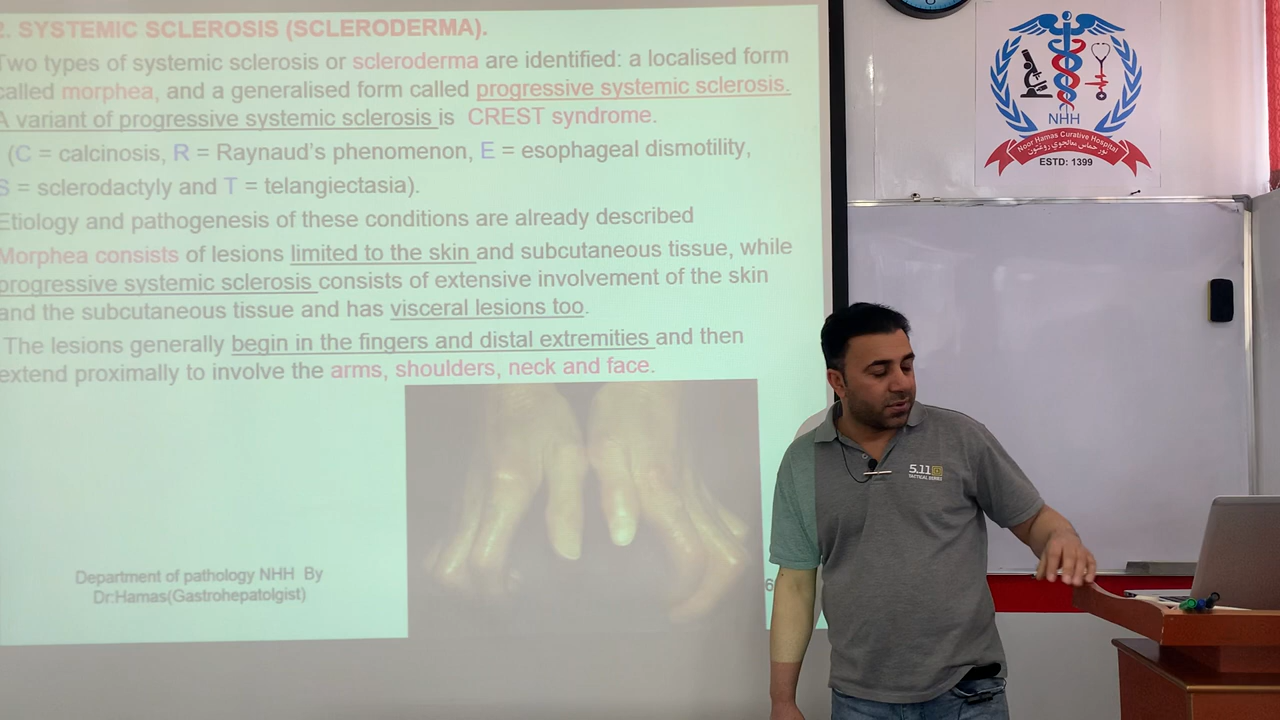 2. SYSTEMIC SCLEROSIS (SCLERODERMA).
Two types of systemic sclerosis or scleroderma are identified: a localised form
called morphea, and a generalised form called progressive systemic sclerosis.
A variant of progressive systemic sclerosis is CREST syndrome.
(C = calcinosis, R = Raynaud's phenomenon, E = esophageal dismotility,
S = sclerodactyly and T = telangiectasia).
Etiology and pathogenesis of these conditions are already described
Morphea consists of lesions limited to the skin and subcutaneous tissue, while
progressive systemic sclerosis consists of extensive involvement of the skin
and the subcutaneous tissue and has visceral lesions too.
The lesions generally begin in the fingers and distal extremities and then
extend proximally to involve the arms, shoulders, neck and face.
Department of pathology NHH By
Dr:Hamas(Gastrohepatolgist)
6
NHH
Noor Hamas Curative Hospital
نور حماس معالجوي روغتون
ESTD: 1399
5.11
TACTICAL SERIES